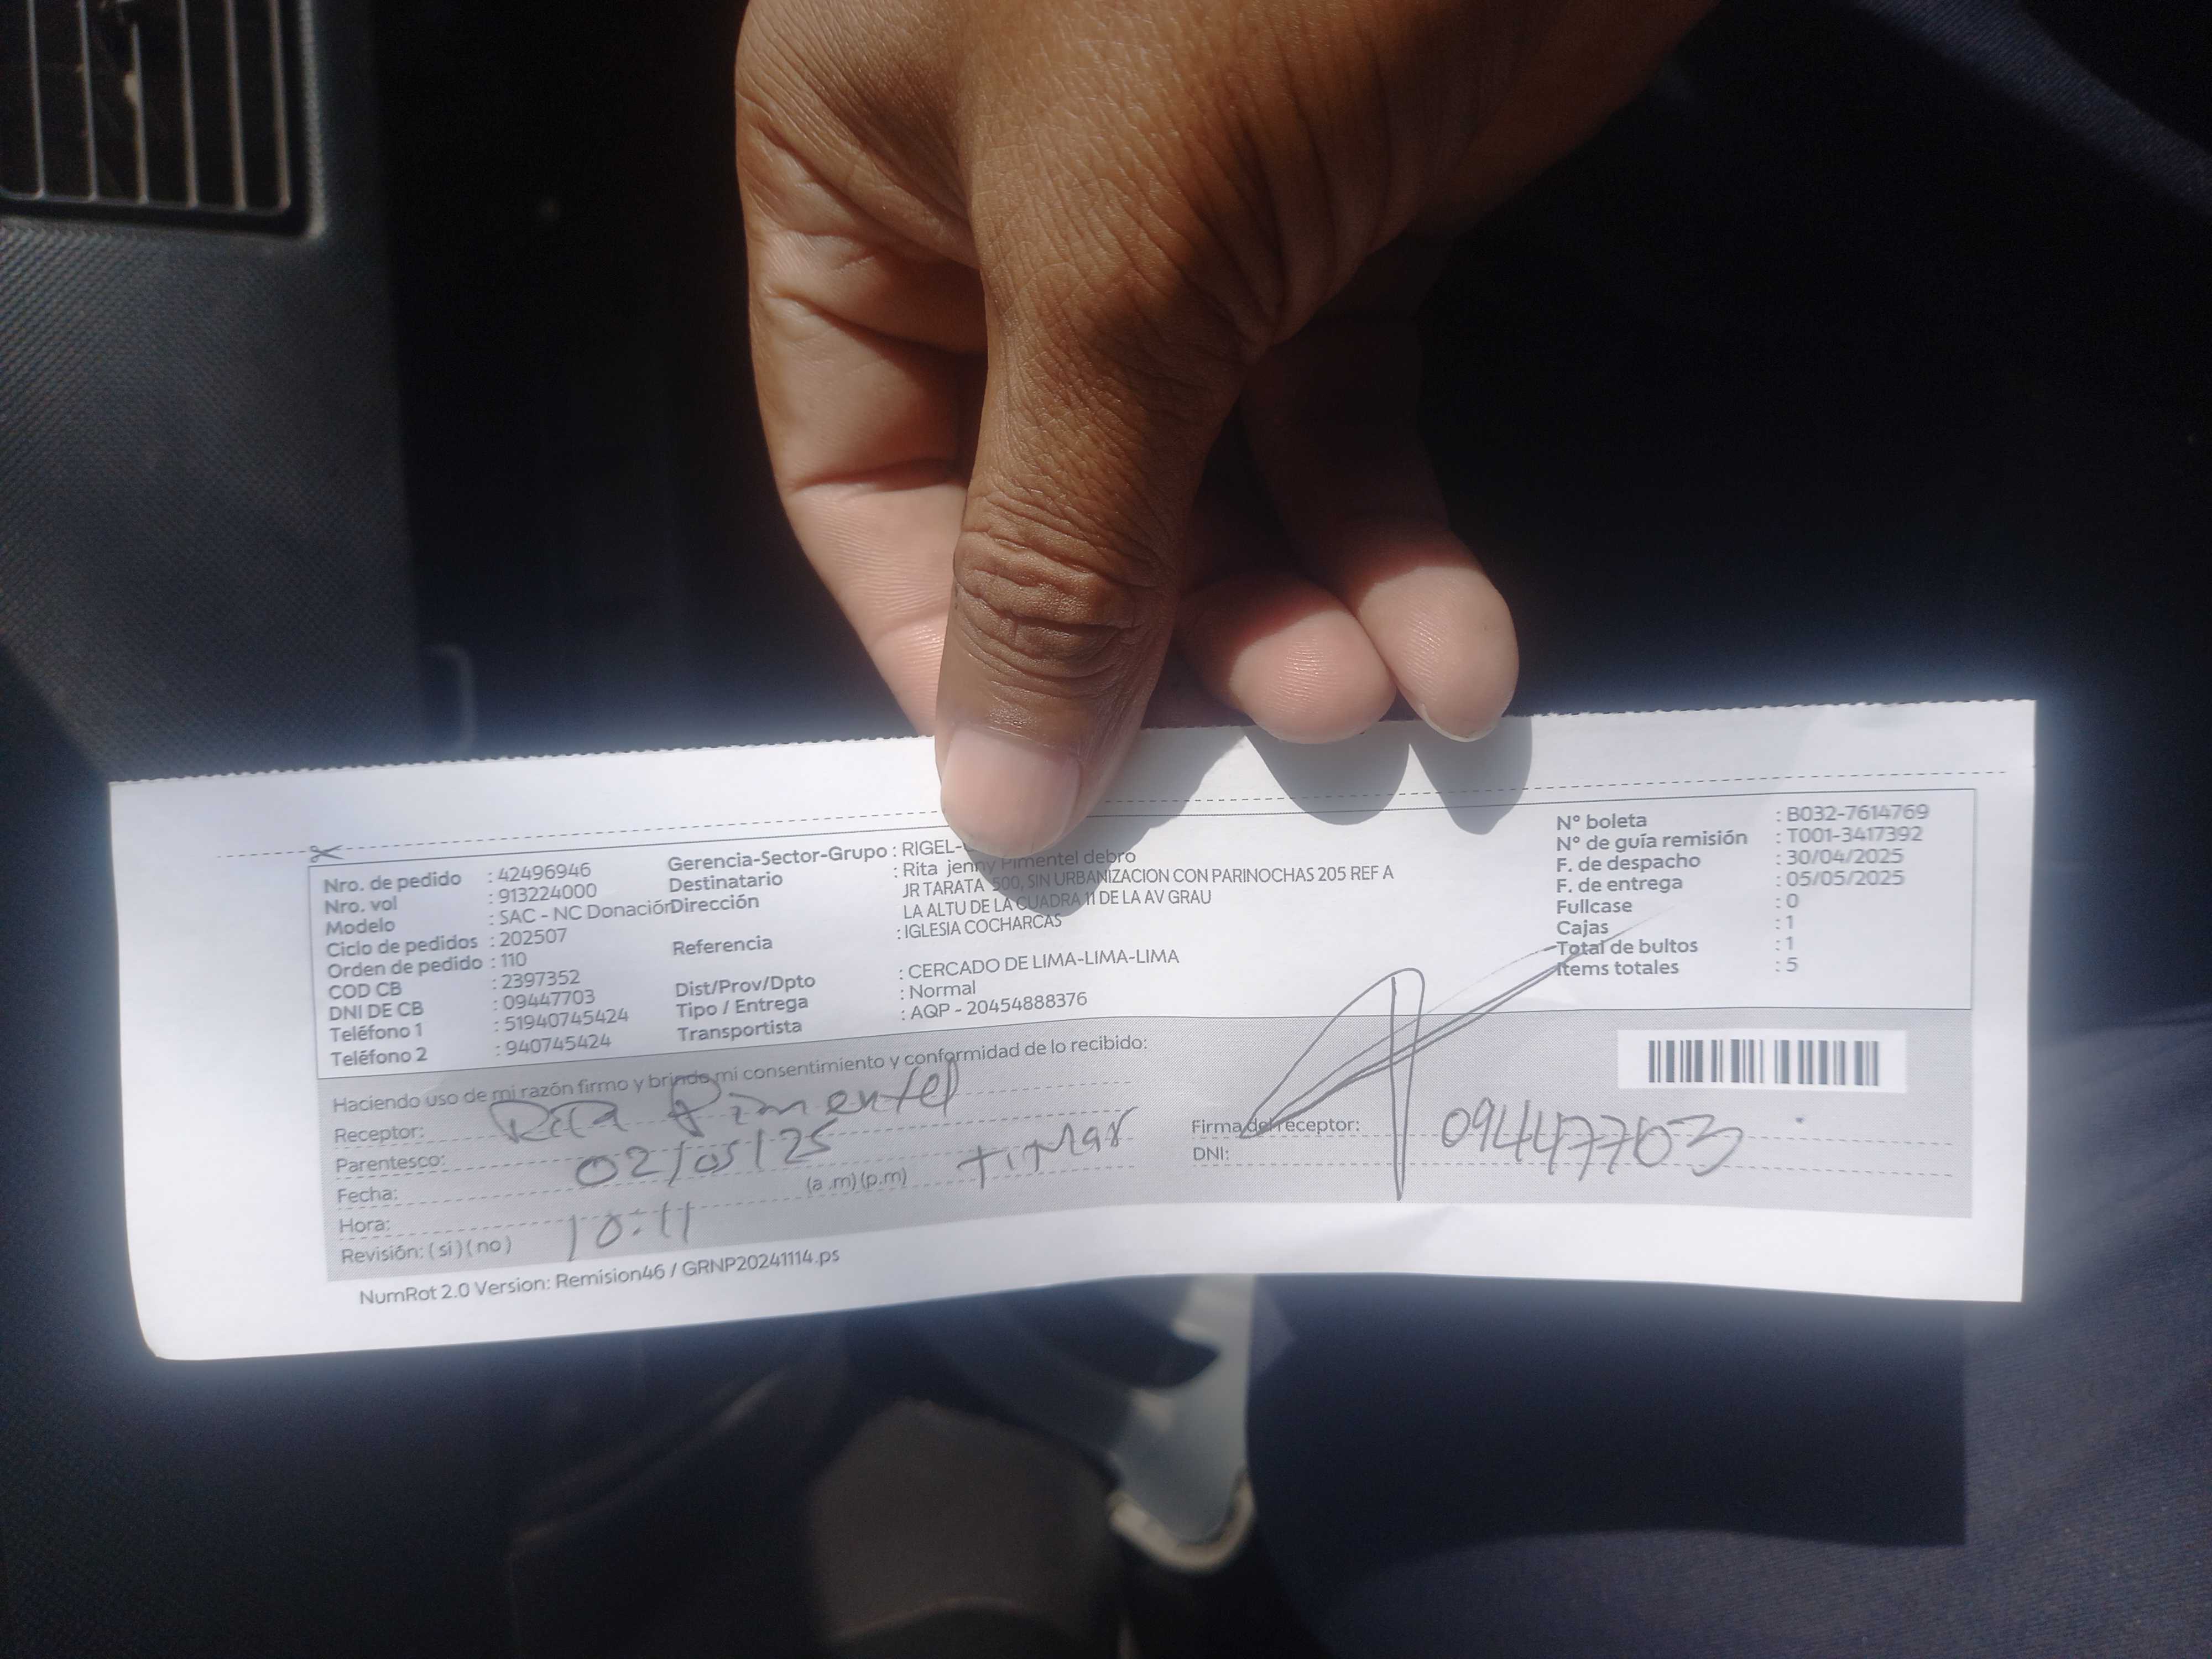 Nro. de pedido : 42496946
Nro. vol : 913224000
Modelo : SAC - NC Donación
Ciclo de pedidos : 202507
Orden de pedido : 110
COD CB : 2397352
DNI DE CB : 09447703
Teléfono 1 : 51940745424
Teléfono 2 : 940745424
Gerencia-Sector-Grupo : RIGEL-
Destinatario : Rita jenny Pimentel debro
Dirección JR TARATA 500, SIN URBANIZACION CON PARINOCHAS 205 REF A
LA ALTU DE LA CUADRA 11 DE LA AV GRAU
Referencia : IGLESIA COCHARCAS
Dist/Prov/Dpto : CERCADO DE LIMA-LIMA-LIMA
Tipo / Entrega : Normal
Transportista : AQP - 20454888376
N° boleta : B032-7614769
N° de guía remisión : T001-3417392
F. de despacho : 30/04/2025
F. de entrega : 05/05/2025
Fullcase : 0
Cajas : 1
Total de bultos : 1
Items totales : 5
Haciendo uso de mi razón firmo y brindo mi consentimiento y conformidad de lo recibido:
Receptor: Rita Pimentel
Parentesco:
Fecha: 02/05/25 (a .m) (p.m)
Hora: 10:11
Revisión: ( si ) ( no )
Firma del receptor:
DNI: 09447703
NumRot 2.0 Version: Remision46 / GRNP20241114.ps